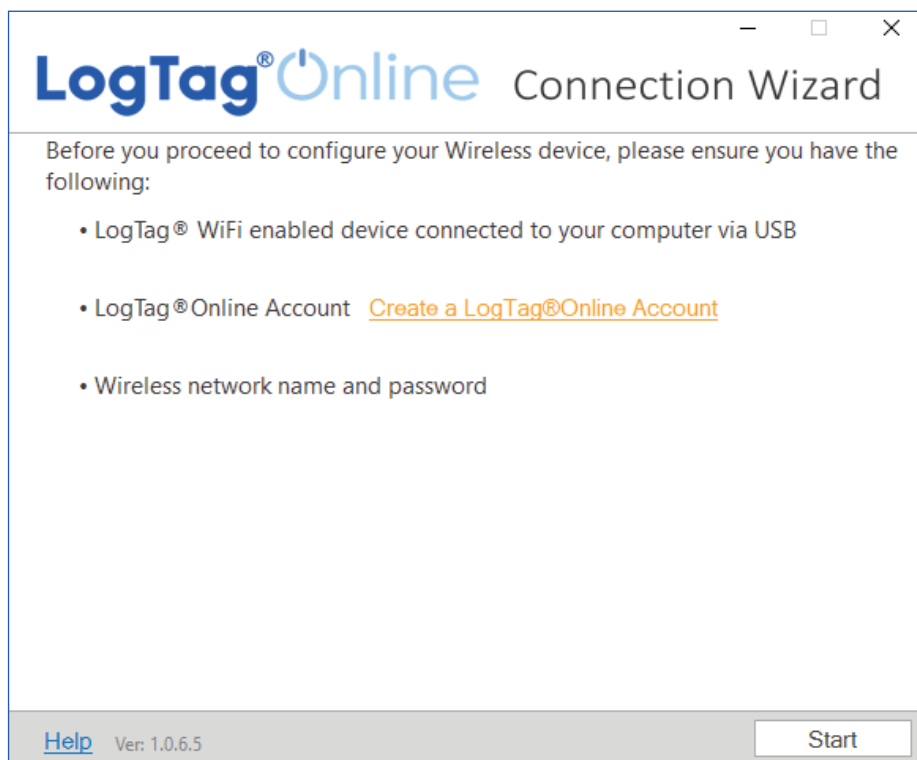 LogTag® Online Connection Wizard
Before you proceed to configure your Wireless device, please ensure you have the
following:
• LogTag® WiFi enabled device connected to your computer via USB
• LogTag®Online Account Create a LogTag®Online Account
• Wireless network name and password
Help Ver: 1.0.6.5 Start